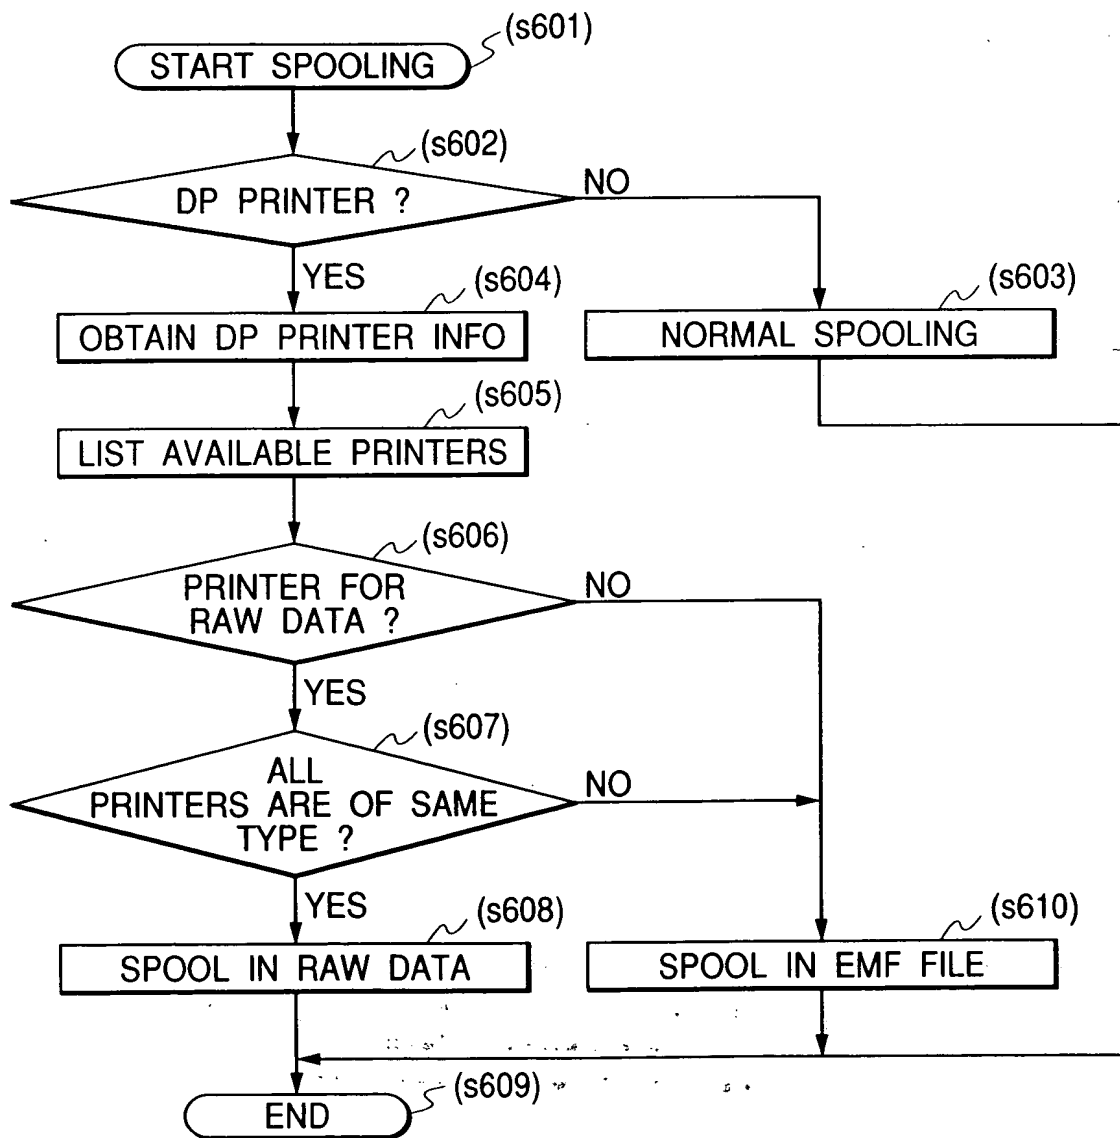 (s601)
START SPOOLING
(s602)
DP PRINTER ?
NO
YES
(s604)
(s603)
OBTAIN DP PRINTER INFO
NORMAL SPOOLING
(s605)
LIST AVAILABLE PRINTERS
(s606)
PRINTER FOR
RAW DATA ?
NO
YES
(s607)
ALL
PRINTERS ARE OF SAME
TYPE ?
NO
YES
(s608)
(s610)
SPOOL IN RAW DATA
SPOOL IN EMF FILE
(s609)
END